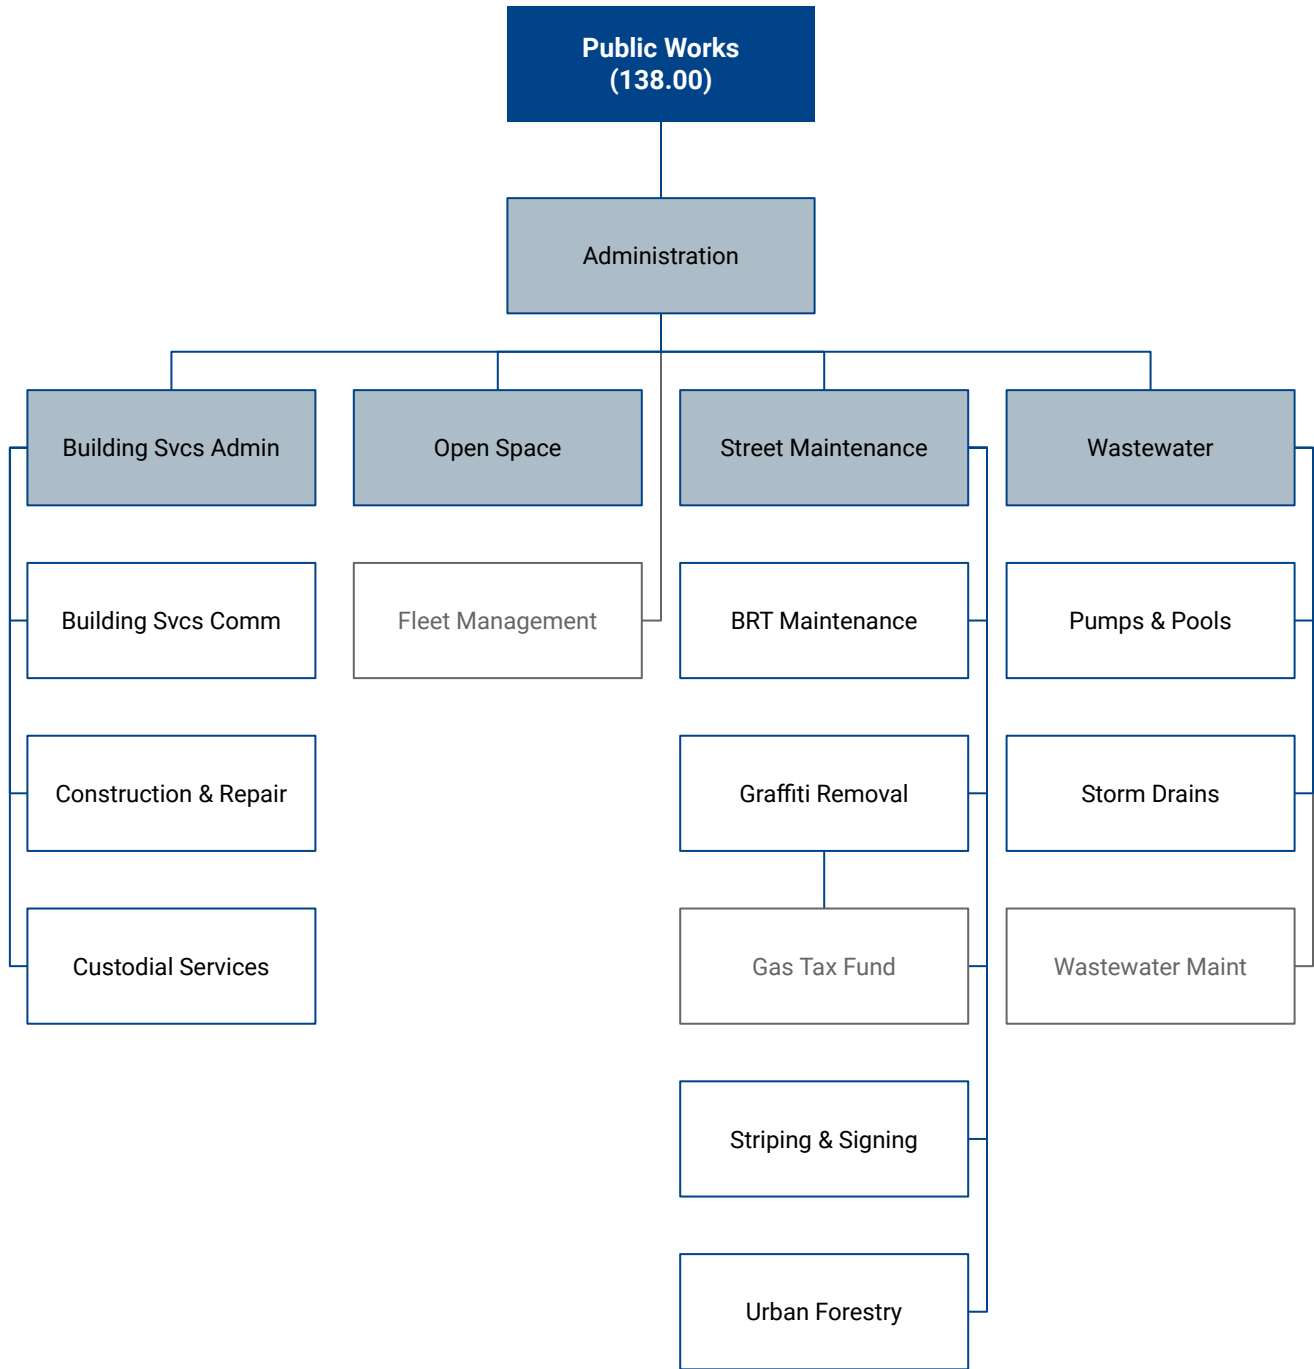 Public Works
(138.00)
Administration
Building Svcs Admin
Open Space
Street Maintenance
Wastewater
Building Svcs Comm
Fleet Management
BRT Maintenance
Pumps & Pools
Construction & Repair
Graffiti Removal
Storm Drains
Custodial Services
Gas Tax Fund
Wastewater Maint
Striping & Signing
Urban Forestry